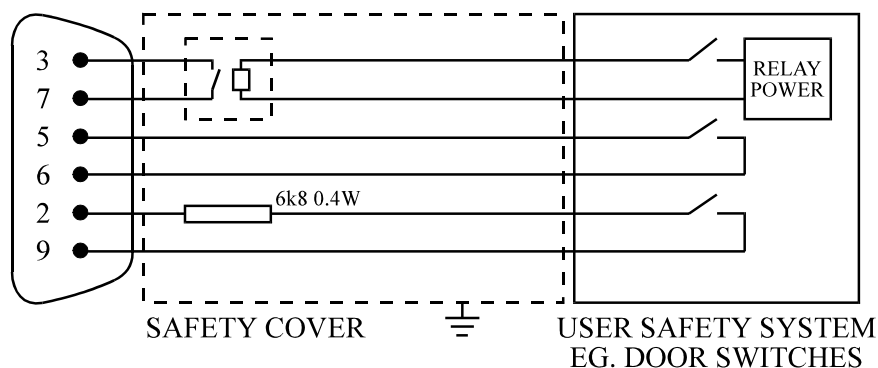 3
7
5
6
2
9
RELAY
POWER
6k8 0.4W
SAFETY COVER
USER SAFETY SYSTEM
EG. DOOR SWITCHES